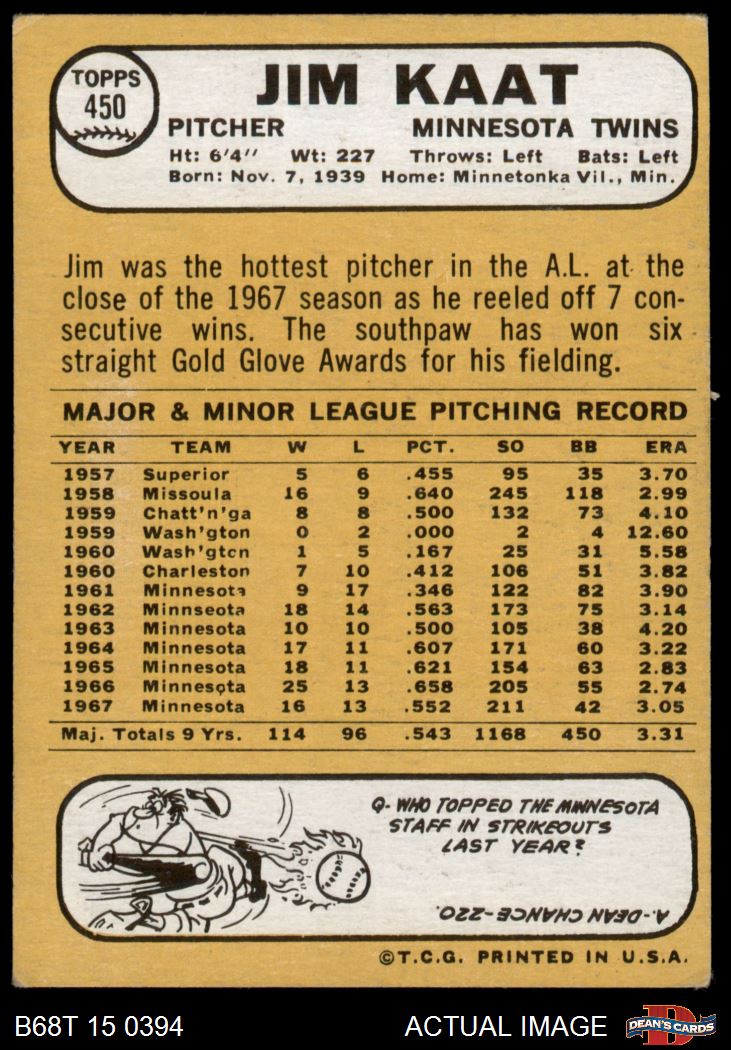 TOPPS
450
JIM KAAT
PITCHER MINNESOTA TWINS
Ht: 6'4" Wt: 227 Throws: Left Bats: Left
Born: Nov. 7, 1939 Home: Minnetonka Vil., Min.
Jim was the hottest pitcher in the A.L. at the
close of the 1967 season as he reeled off 7 con-
secutive wins. The southpaw has won six
straight Gold Glove Awards for his fielding.
MAJOR & MINOR LEAGUE PITCHING RECORD
YEAR TEAM W L PCT. SO BB ERA
1957 Superior 5 6 .455 95 35 3.70
1958 Missoula 16 9 .640 245 118 2.99
1959 Chatt'n'ga 8 8 .500 132 73 4.10
1959 Wash'gton 0 2 .000 2 4 12.60
1960 Wash'gton 1 5 .167 25 31 5.58
1960 Charleston 7 10 .412 106 51 3.82
1961 Minnesota 9 17 .346 122 82 3.90
1962 Minnseota 18 14 .563 173 75 3.14
1963 Minnesota 10 10 .500 105 38 4.20
1964 Minnesota 17 11 .607 171 60 3.22
1965 Minnesota 18 11 .621 154 63 2.83
1966 Minnesota 25 13 .658 205 55 2.74
1967 Minnesota 16 13 .552 211 42 3.05
Maj. Totals 9 Yrs. 114 96 .543 1168 450 3.31
Q- WHO TOPPED THE MINNESOTA
STAFF IN STRIKEOUTS
LAST YEAR?
A- DEAN CHANCE-220.
©T.C.G. PRINTED IN U.S.A.
B68T 15 0394 ACTUAL IMAGE
D
DEAN'S CARDS